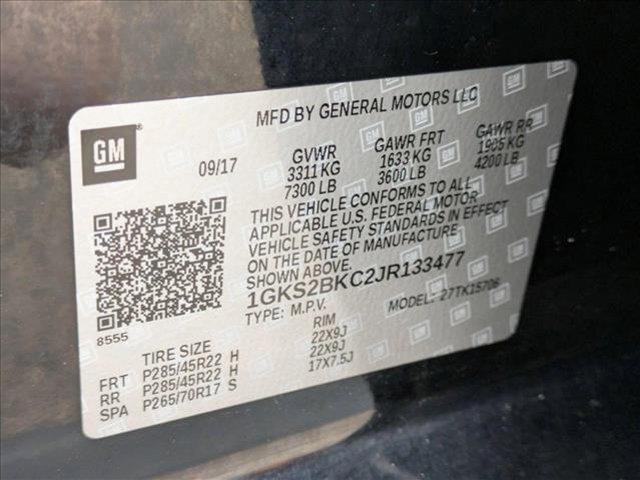 MFD BY GENERAL MOTORS LLC
GM
09/17 GVWR GAWR FRT GAWR RR
3311 KG 1633 KG 1905 KG
7300 LB 3600 LB 4200 LB
THIS VEHICLE CONFORMS TO ALL
APPLICABLE U.S. FEDERAL MOTOR
VEHICLE SAFETY STANDARDS IN EFFECT
ON THE DATE OF MANUFACTURE
SHOWN ABOVE.
1GKS2BKC2JR133477
TYPE: M.P.V. MODEL: 27TK15706
8555
TIRE SIZE RIM
FRT P285/45R22 H 22X9J
RR P285/45R22 H 22X9J
SPA P265/70R17 S 17X7.5J